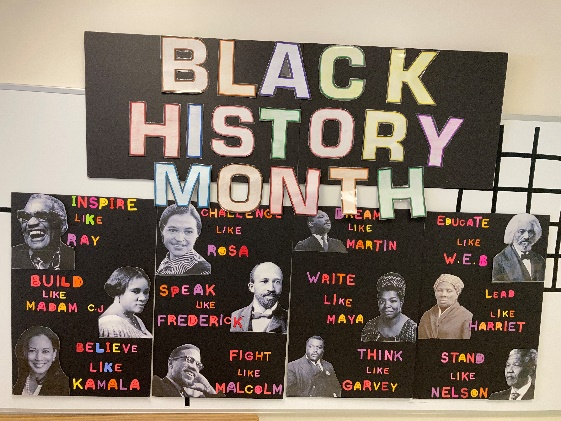 BLACK
HISTORY
MONTH
INSPIRE
LIKE
RAY
BUILD
LIKE
MADAM C.J
BELIEVE
LIKE
KAMALA
CHALLENGE
LIKE
ROSA
SPEAK
LIKE
FREDERICK
FIGHT
LIKE
MALCOLM
DREAM
LIKE
MARTIN
WRITE
LIKE
MAYA
THINK
LIKE
GARVEY
EDUCATE
LIKE
W.E.B
LEAD
LIKE
HARRIET
STAND
LIKE
NELSON